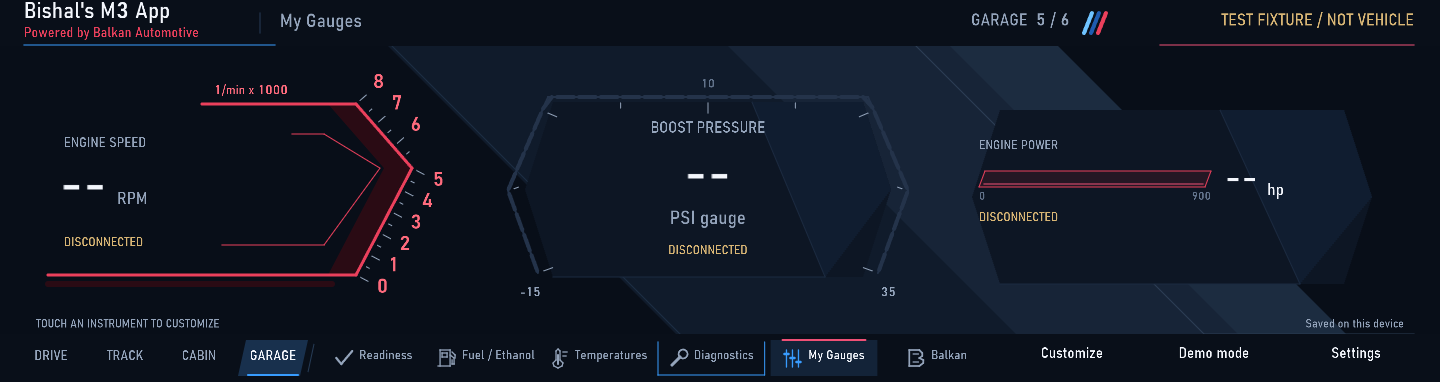 Bishal's M3 App
Powered by Balkan Automotive
My Gauges
GARAGE 5 / 6
TEST FIXTURE / NOT VEHICLE
1/min x 1000
8
7
6
5
4
3
2
1
0
ENGINE SPEED
-- RPM
DISCONNECTED
10
BOOST PRESSURE
--
PSI gauge
DISCONNECTED
-15 35
ENGINE POWER
-- hp
0 900
DISCONNECTED
TOUCH AN INSTRUMENT TO CUSTOMIZE
Saved on this device
DRIVE TRACK CABIN GARAGE Readiness Fuel / Ethanol Temperatures Diagnostics My Gauges Balkan Customize Demo mode Settings